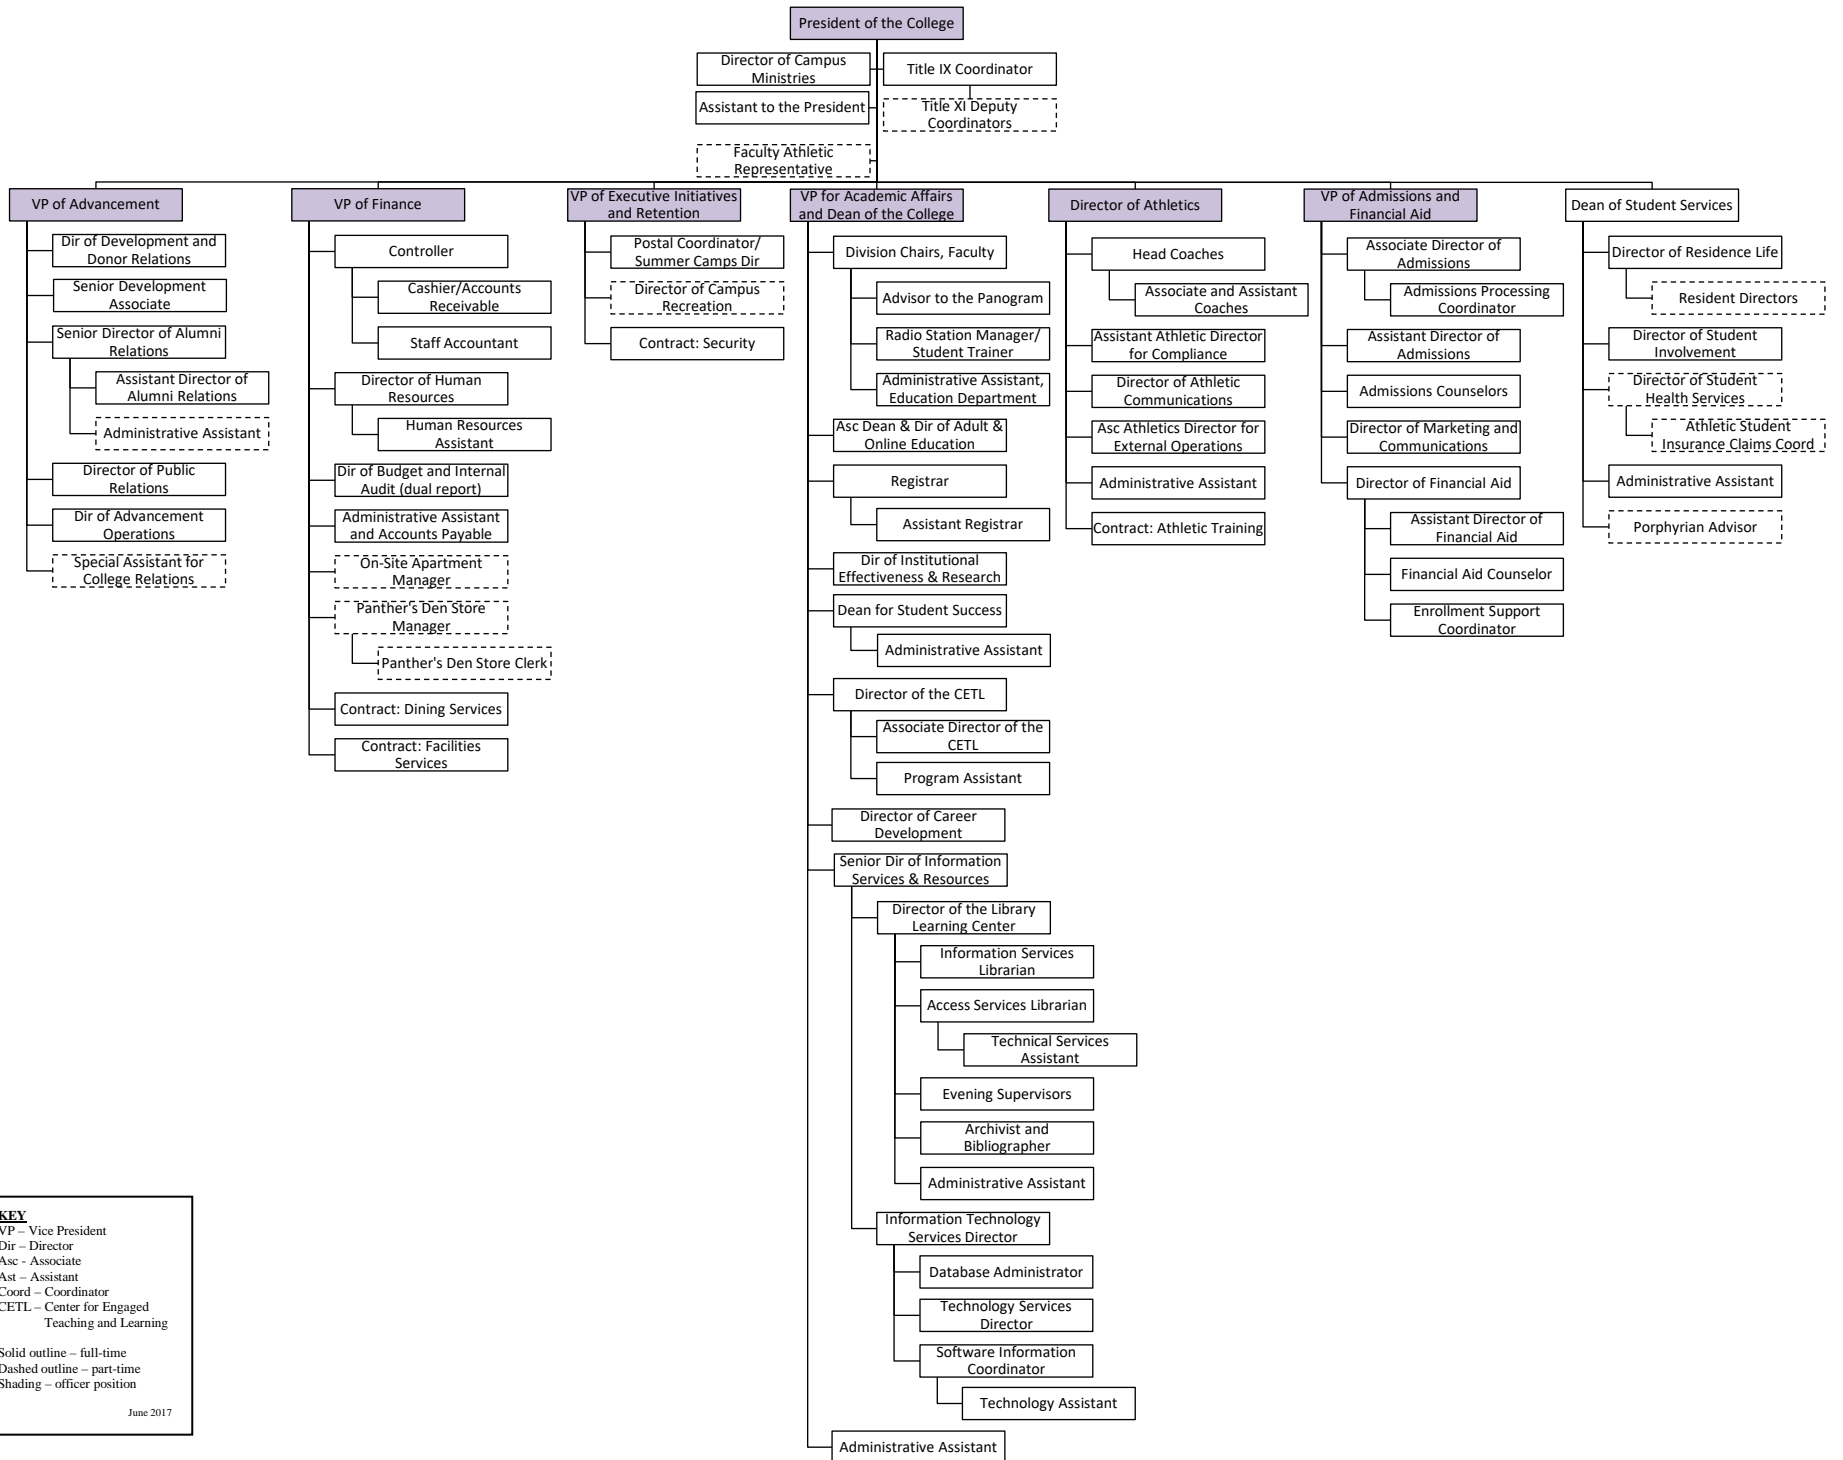 President of the College
Director of Campus
Ministries
Title IX Coordinator
Assistant to the President
Title XI Deputy
Coordinators
Faculty Athletic
Representative
VP of Advancement
Dir of Development and
Donor Relations
Senior Development
Associate
Senior Director of Alumni
Relations
Assistant Director of
Alumni Relations
Administrative Assistant
Director of Public
Relations
Dir of Advancement
Operations
Special Assistant for
College Relations
VP of Finance
Controller
Cashier/Accounts
Receivable
Staff Accountant
Director of Human
Resources
Human Resources
Assistant
Dir of Budget and Internal
Audit (dual report)
Administrative Assistant
and Accounts Payable
On-Site Apartment
Manager
Panther's Den Store
Manager
Panther's Den Store Clerk
Contract: Dining Services
Contract: Facilities
Services
VP of Executive Initiatives
and Retention
Postal Coordinator/
Summer Camps Dir
Director of Campus
Recreation
Contract: Security
VP for Academic Affairs
and Dean of the College
Division Chairs, Faculty
Advisor to the Panogram
Radio Station Manager/
Student Trainer
Administrative Assistant,
Education Department
Asc Dean & Dir of Adult &
Online Education
Registrar
Assistant Registrar
Dir of Institutional
Effectiveness & Research
Dean for Student Success
Administrative Assistant
Director of the CETL
Associate Director of the
CETL
Program Assistant
Director of Career
Development
Senior Dir of Information
Services & Resources
Director of the Library
Learning Center
Information Services
Librarian
Access Services Librarian
Technical Services
Assistant
Evening Supervisors
Archivist and
Bibliographer
Administrative Assistant
Information Technology
Services Director
Database Administrator
Technology Services
Director
Software Information
Coordinator
Technology Assistant
Administrative Assistant
Director of Athletics
Head Coaches
Associate and Assistant
Coaches
Assistant Athletic Director
for Compliance
Director of Athletic
Communications
Asc Athletics Director for
External Operations
Administrative Assistant
Contract: Athletic Training
VP of Admissions and
Financial Aid
Associate Director of
Admissions
Admissions Processing
Coordinator
Assistant Director of
Admissions
Admissions Counselors
Director of Marketing and
Communications
Director of Financial Aid
Assistant Director of
Financial Aid
Financial Aid Counselor
Enrollment Support
Coordinator
Dean of Student Services
Director of Residence Life
Resident Directors
Director of Student
Involvement
Director of Student
Health Services
Athletic Student
Insurance Claims Coord
Administrative Assistant
Porphyrian Advisor
KEY
VP – Vice President
Dir – Director
Asc - Associate
Ast – Assistant
Coord – Coordinator
CETL – Center for Engaged
Teaching and Learning
Solid outline – full-time
Dashed outline – part-time
Shading – officer position
June 2017